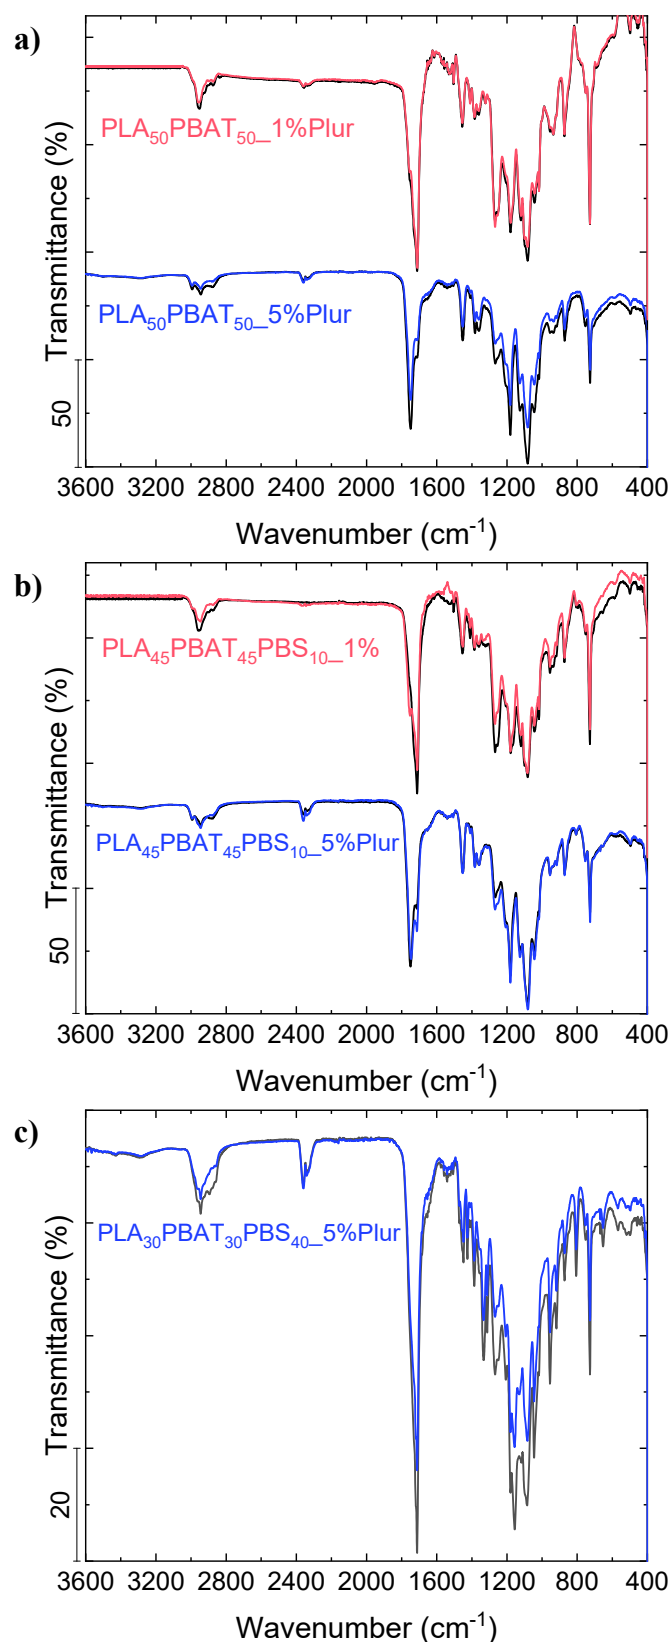 a)
Transmittance (%)
50
PLA₅₀PBAT₅₀_1%Plur
PLA₅₀PBAT₅₀_5%Plur
3600 3200 2800 2400 2000 1600 1200 800 400
Wavenumber (cm⁻¹)
b)
Transmittance (%)
50
PLA₄₅PBAT₄₅PBS₁₀_1%
PLA₄₅PBAT₄₅PBS₁₀_5%Plur
3600 3200 2800 2400 2000 1600 1200 800 400
Wavenumber (cm⁻¹)
c)
Transmittance (%)
20
PLA₃₀PBAT₃₀PBS₄₀_5%Plur
3600 3200 2800 2400 2000 1600 1200 800 400
Wavenumber (cm⁻¹)